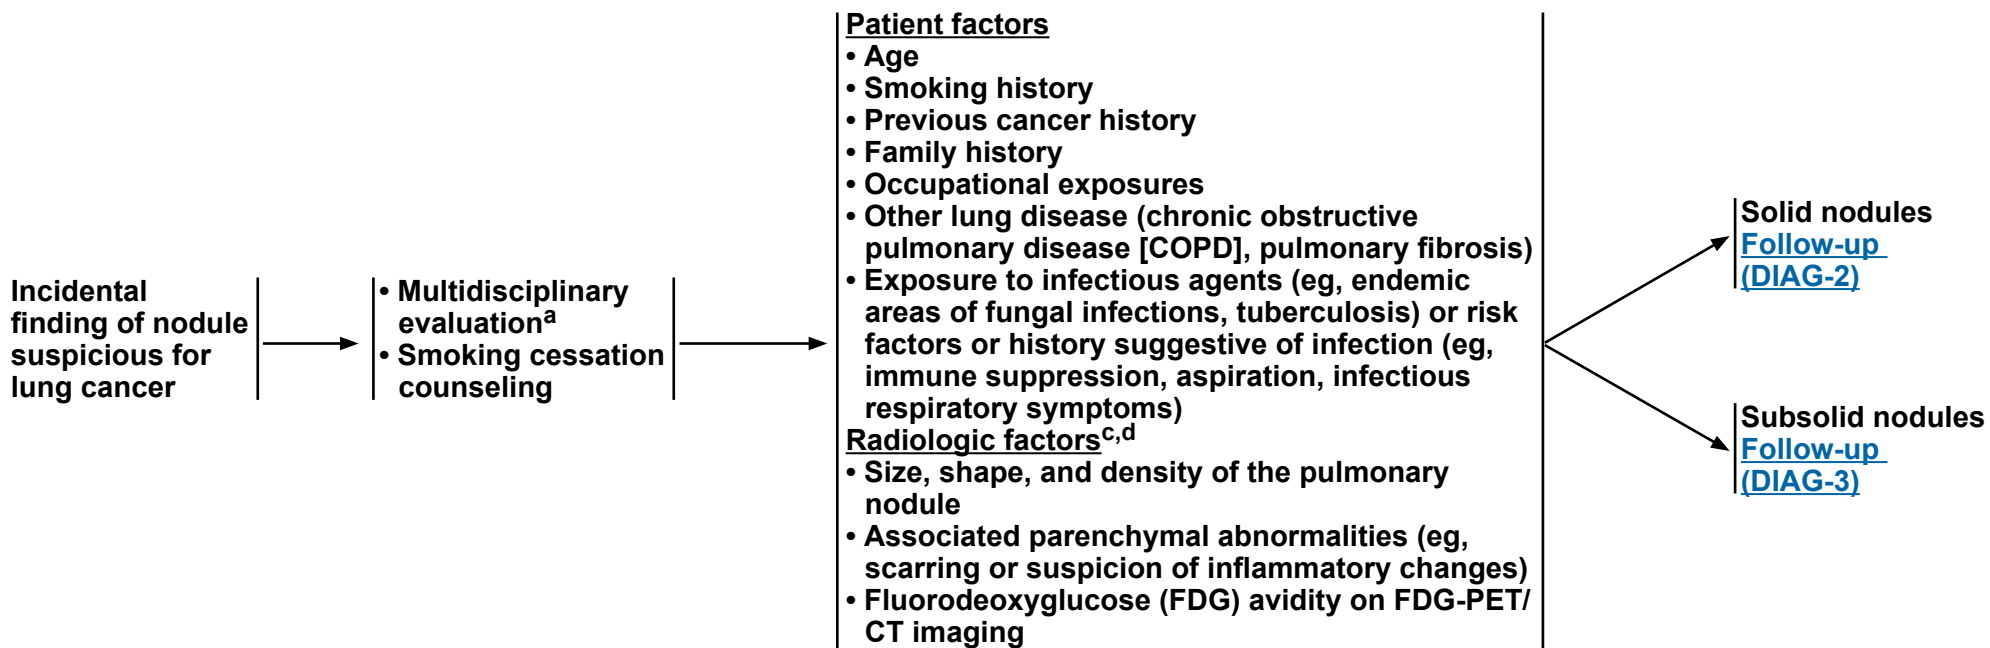 Incidental
finding of nodule
suspicious for
lung cancer
• Multidisciplinary
evaluationa
• Smoking cessation
counseling
Patient factors
• Age
• Smoking history
• Previous cancer history
• Family history
• Occupational exposures
• Other lung disease (chronic obstructive
pulmonary disease [COPD], pulmonary fibrosis)
• Exposure to infectious agents (eg, endemic
areas of fungal infections, tuberculosis) or risk
factors or history suggestive of infection (eg,
immune suppression, aspiration, infectious
respiratory symptoms)
Radiologic factorsc,d
• Size, shape, and density of the pulmonary
nodule
• Associated parenchymal abnormalities (eg,
scarring or suspicion of inflammatory changes)
• Fluorodeoxyglucose (FDG) avidity on FDG-PET/
CT imaging
Solid nodules
Follow-up
(DIAG-2)
Subsolid nodules
Follow-up
(DIAG-3)